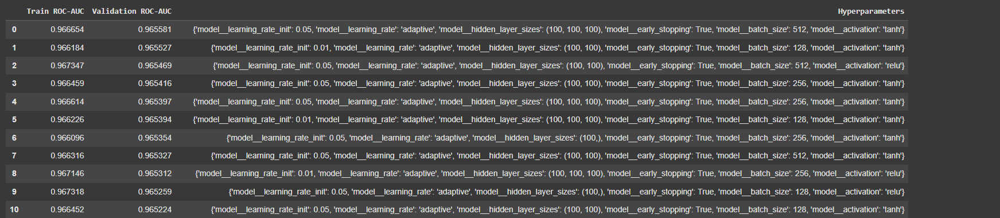 Train ROC-AUC Validation ROC-AUC Hyperparameters
0 0.966654 0.965581 {'model__learning_rate_init': 0.05, 'model__learning_rate': 'adaptive', 'model__hidden_layer_sizes': (100, 100, 100), 'model__early_stopping': True, 'model__batch_size': 512, 'model__activation': 'tanh'}
1 0.966184 0.965527 {'model__learning_rate_init': 0.01, 'model__learning_rate': 'adaptive', 'model__hidden_layer_sizes': (100, 100), 'model__early_stopping': True, 'model__batch_size': 128, 'model__activation': 'tanh'}
2 0.967347 0.965469 {'model__learning_rate_init': 0.05, 'model__learning_rate': 'adaptive', 'model__hidden_layer_sizes': (100, 100), 'model__early_stopping': True, 'model__batch_size': 512, 'model__activation': 'relu'}
3 0.966459 0.965416 {'model__learning_rate_init': 0.05, 'model__learning_rate': 'adaptive', 'model__hidden_layer_sizes': (100, 100), 'model__early_stopping': True, 'model__batch_size': 256, 'model__activation': 'tanh'}
4 0.966614 0.965397 {'model__learning_rate_init': 0.05, 'model__learning_rate': 'adaptive', 'model__hidden_layer_sizes': (100, 100, 100), 'model__early_stopping': True, 'model__batch_size': 256, 'model__activation': 'tanh'}
5 0.966226 0.965394 {'model__learning_rate_init': 0.01, 'model__learning_rate': 'adaptive', 'model__hidden_layer_sizes': (100, 100, 100), 'model__early_stopping': True, 'model__batch_size': 128, 'model__activation': 'tanh'}
6 0.966096 0.965354 {'model__learning_rate_init': 0.05, 'model__learning_rate': 'adaptive', 'model__hidden_layer_sizes': (100,), 'model__early_stopping': True, 'model__batch_size': 256, 'model__activation': 'tanh'}
7 0.966316 0.965327 {'model__learning_rate_init': 0.05, 'model__learning_rate': 'adaptive', 'model__hidden_layer_sizes': (100, 100), 'model__early_stopping': True, 'model__batch_size': 512, 'model__activation': 'tanh'}
8 0.967146 0.965312 {'model__learning_rate_init': 0.01, 'model__learning_rate': 'adaptive', 'model__hidden_layer_sizes': (100, 100, 100), 'model__early_stopping': True, 'model__batch_size': 256, 'model__activation': 'relu'}
9 0.967318 0.965259 {'model__learning_rate_init': 0.05, 'model__learning_rate': 'adaptive', 'model__hidden_layer_sizes': (100,), 'model__early_stopping': True, 'model__batch_size': 128, 'model__activation': 'relu'}
10 0.966452 0.965224 {'model__learning_rate_init': 0.05, 'model__learning_rate': 'adaptive', 'model__hidden_layer_sizes': (100, 100), 'model__early_stopping': True, 'model__batch_size': 128, 'model__activation': 'tanh'}